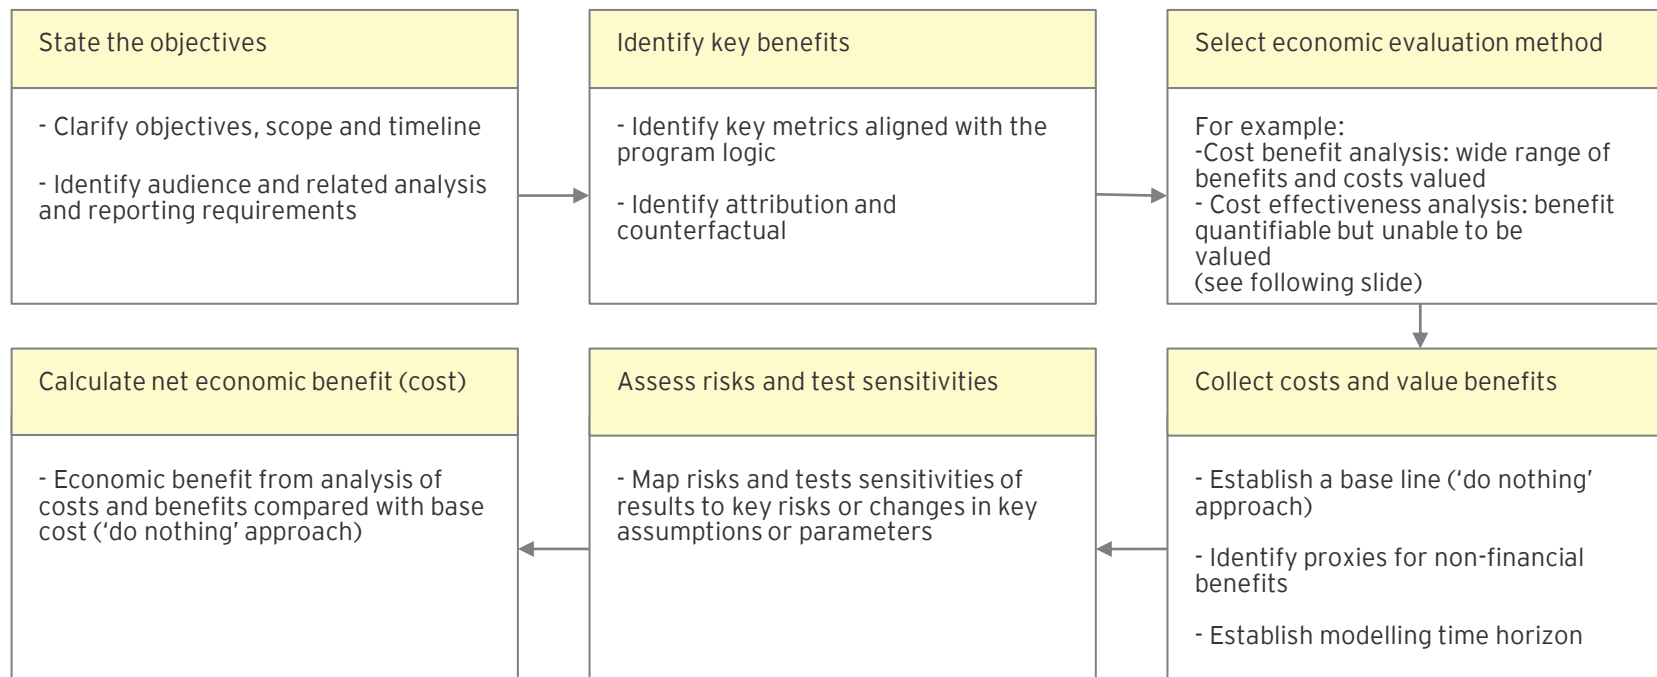 State the objectives
- Clarify objectives, scope and timeline
- Identify audience and related analysis
and reporting requirements
Identify key benefits
- Identify key metrics aligned with the
program logic
- Identify attribution and
counterfactual
Select economic evaluation method
For example:
-Cost benefit analysis: wide range of
benefits and costs valued
- Cost effectiveness analysis: benefit
quantifiable but unable to be
valued
(see following slide)
Collect costs and value benefits
- Establish a base line (‘do nothing’
approach)
- Identify proxies for non-financial
benefits
- Establish modelling time horizon
Assess risks and test sensitivities
- Map risks and tests sensitivities of
results to key risks or changes in key
assumptions or parameters
Calculate net economic benefit (cost)
- Economic benefit from analysis of
costs and benefits compared with base
cost (‘do nothing’ approach)